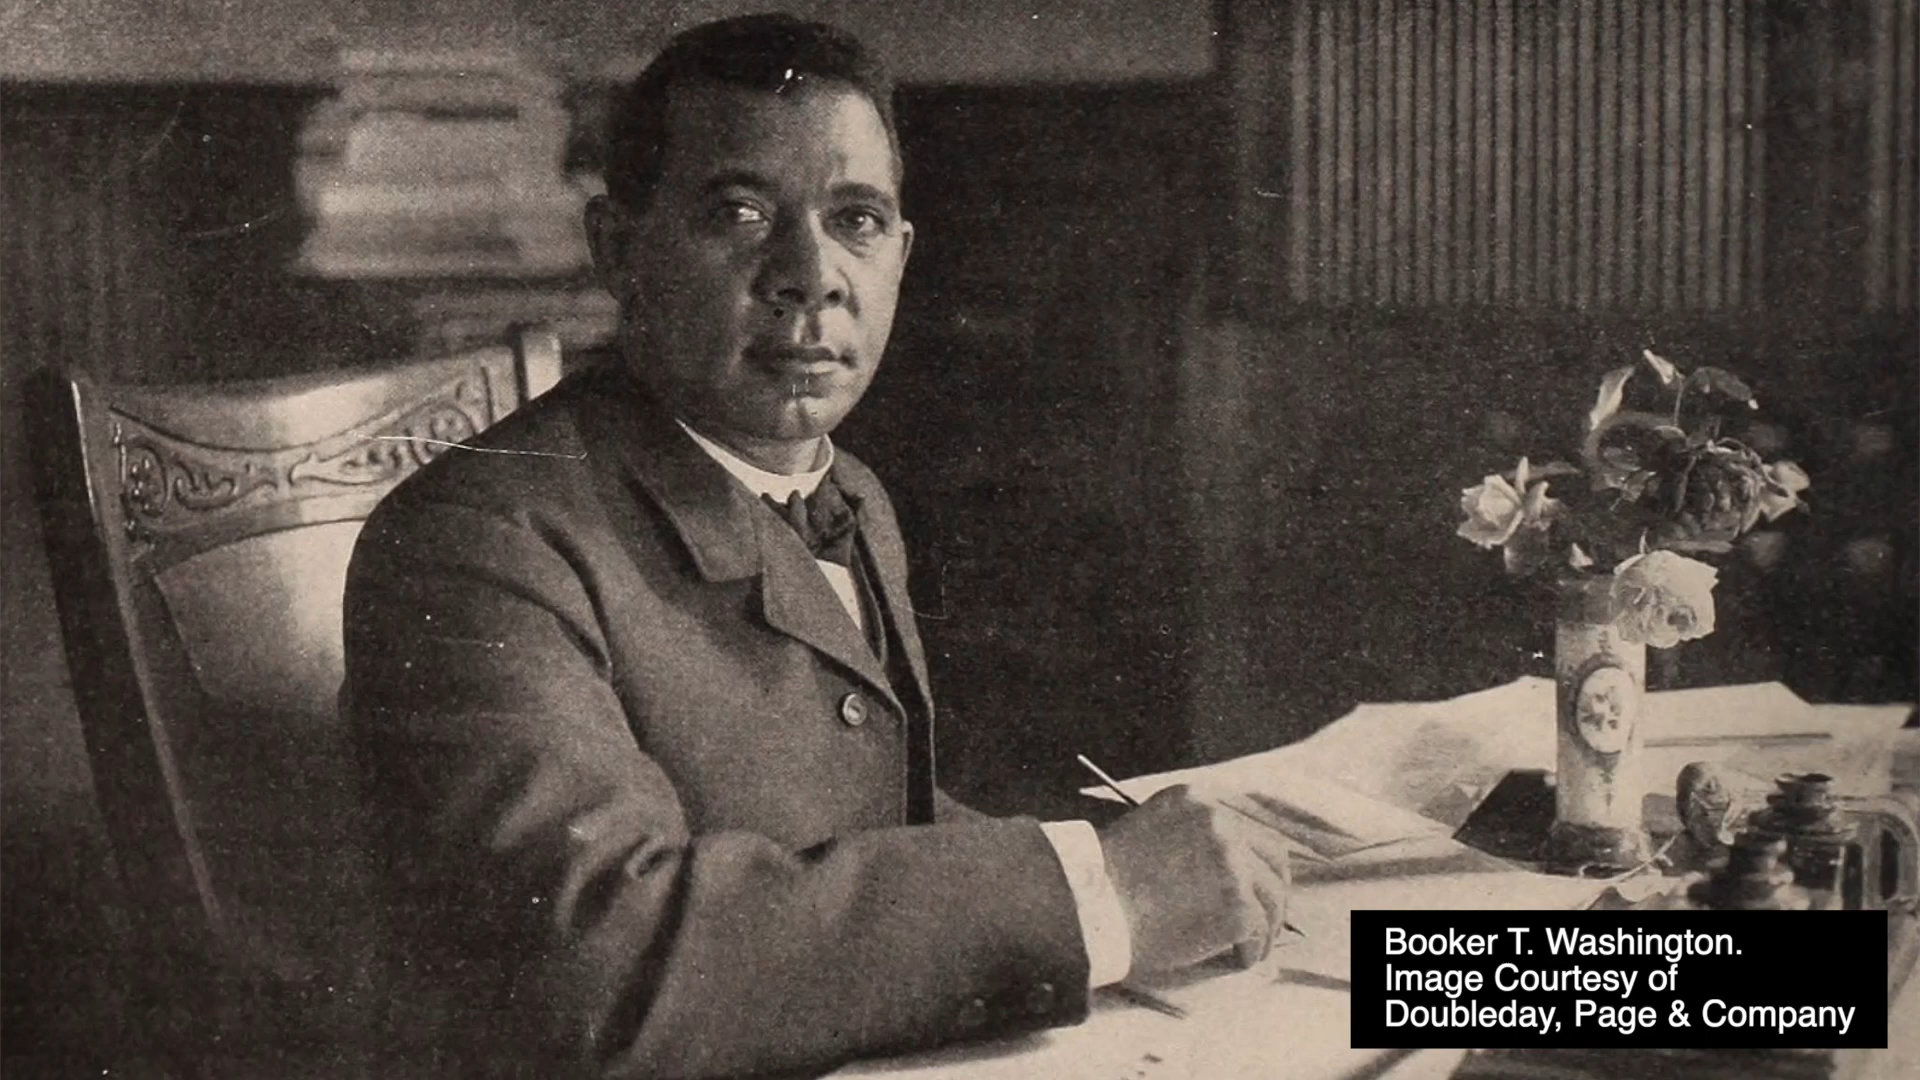 Booker T. Washington.
Image Courtesy of
Doubleday, Page & Company